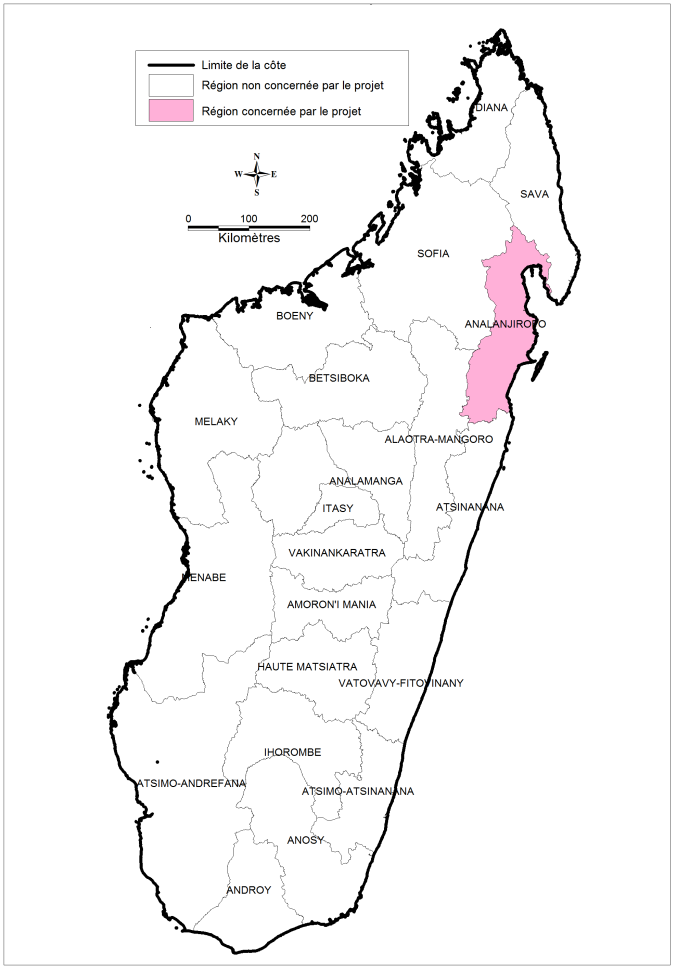 Limite de la côte
Région non concernée par le projet
Région concernée par le projet
N
W E
S
0 100 200
Kilomètres
DIANA
SAVA
SOFIA
BOENY
ANALANJIROFO
BETSIBOKA
MELAKY
ALAOTRA-MANGORO
ANALAMANGA
ITASY
ATSINANANA
VAKINANKARATRA
MENABE
AMORON'I MANIA
HAUTE MATSIATRA
VATOVAVY-FITOVINANY
IHOROMBE
ATSIMO-ANDREFANA
ATSIMO-ATSINANANA
ANOSY
ANDROY